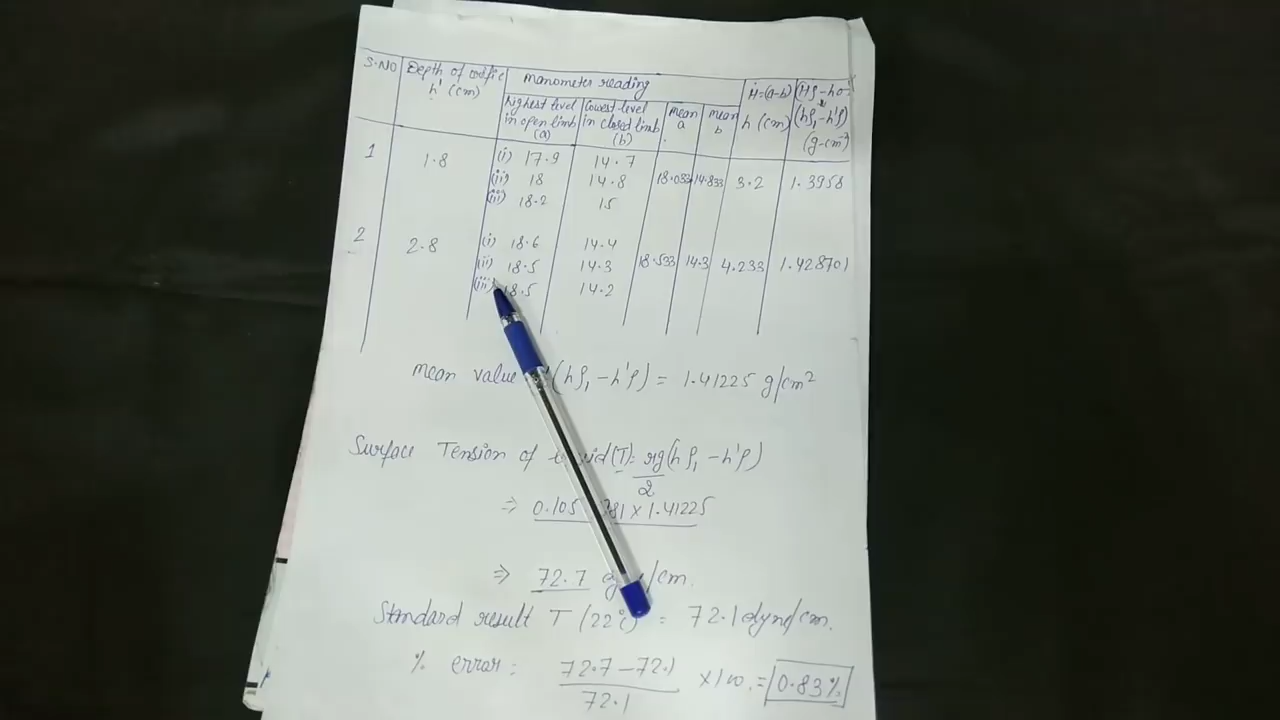 S.NO Depth of orific h' (cm) Manometer reading H=(a-b) h (cm) (Hρ-ho- (hρ₁-h'ρ) (g-cm⁻²)
Highest level in open limb (a) Lowest level in closed limb (b) mean a mean b
1 1.8 (i) 17.9 14.7
(ii) 18 14.8 18.033 14.833 3.2 1.3958
(iii) 18.2 15
2 2.8 (i) 18.6 14.4
(ii) 18.5 14.3 18.533 14.3 4.233 1.428701
(iii) 18.5 14.2
mean value (hρ₁-h'ρ) = 1.41225 g/cm²
Surface Tension of (T)= rg(hρ₁-h'ρ)
2
⇒ 0.105 981 x 1.41225
⇒ 72.7 /cm.
Standard result T (22°c) = 72.1 dyne/cm.
% error: 72.7-72.1 x100.= 0.83%
72.1